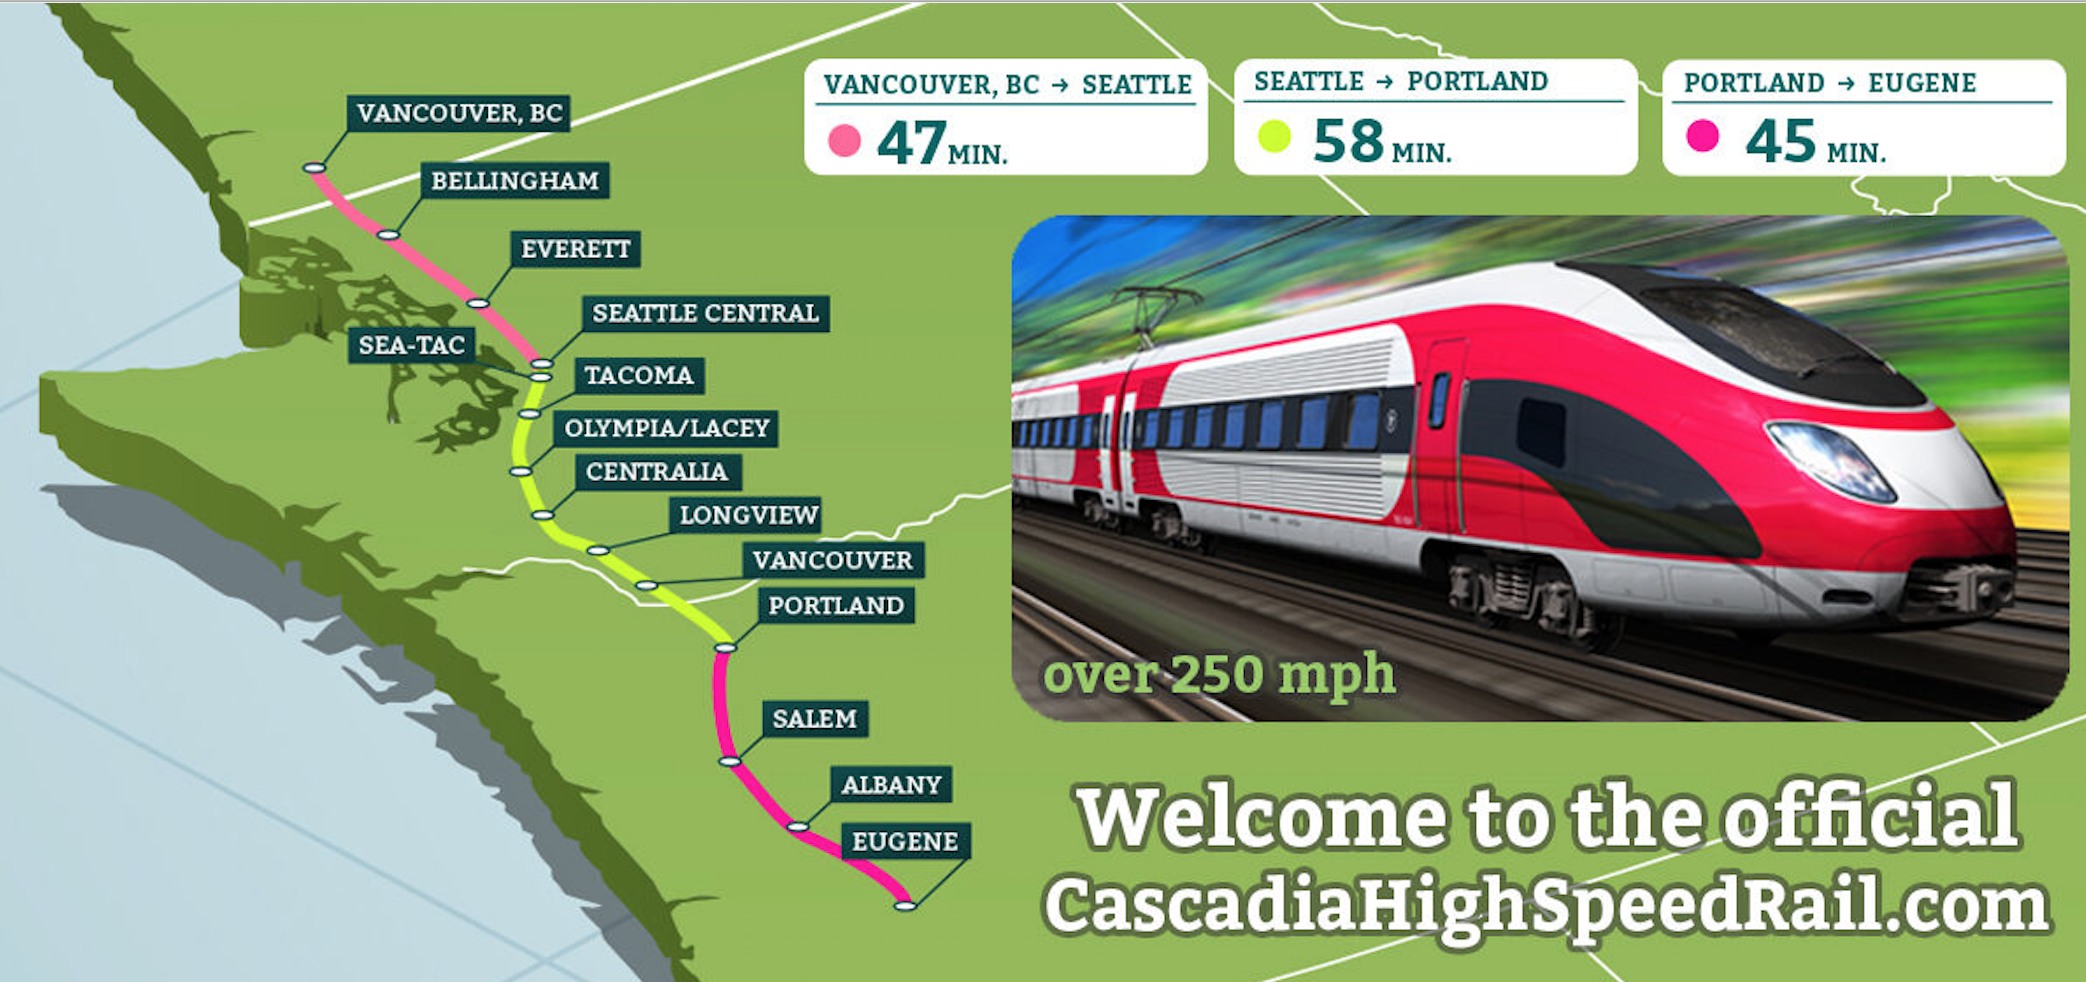 VANCOUVER, BC → SEATTLE
47 MIN.
SEATTLE → PORTLAND
58 MIN.
PORTLAND → EUGENE
45 MIN.
VANCOUVER, BC
BELLINGHAM
EVERETT
SEATTLE CENTRAL
SEA-TAC
TACOMA
OLYMPIA/LACEY
CENTRALIA
LONGVIEW
VANCOUVER
PORTLAND
SALEM
ALBANY
EUGENE
over 250 mph
Welcome to the official
CascadiaHighSpeedRail.com